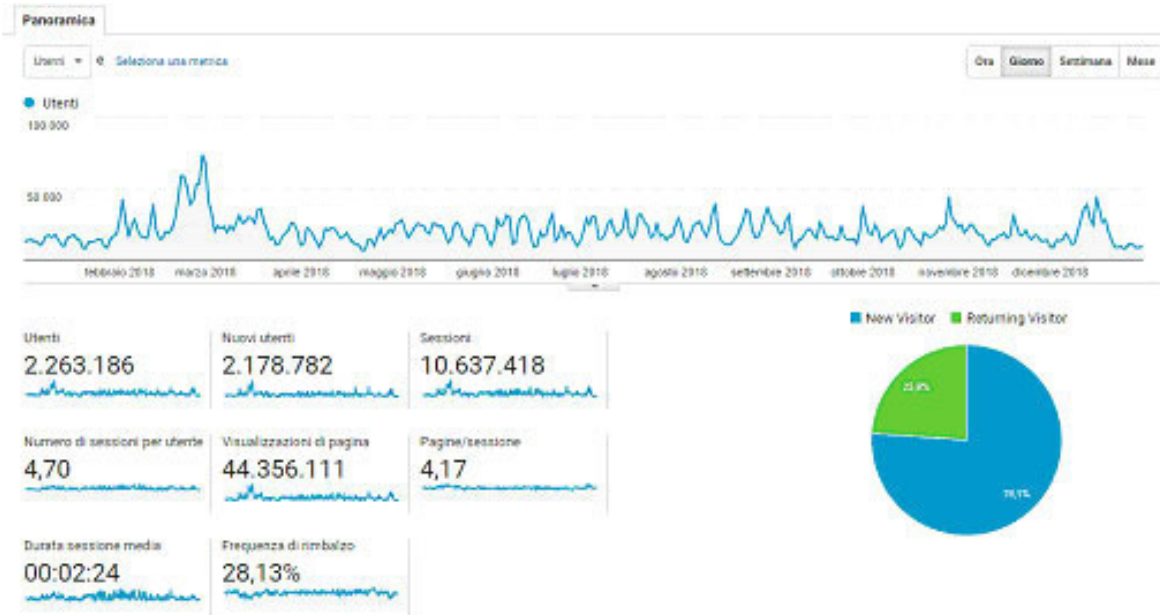 Panoramica
Utenti e Seleziona una metrica
Ora Giorno Settimana Mese
Utenti
100 000
50 000
febbraio 2018 marzo 2018 aprile 2018 maggio 2018 giugno 2018 luglio 2018 agosto 2018 settembre 2018 ottobre 2018 novembre 2018 dicembre 2018
New Visitor Returning Visitor
Utenti Nuovi utenti Sessioni
2.263.186 2.178.782 10.637.418
Numero di sessioni per utente Visualizzazioni di pagina Pagine/sessione
4,70 44.356.111 4,17
Durata sessione media Frequenza di rimbalzo
00:02:24 28,13%